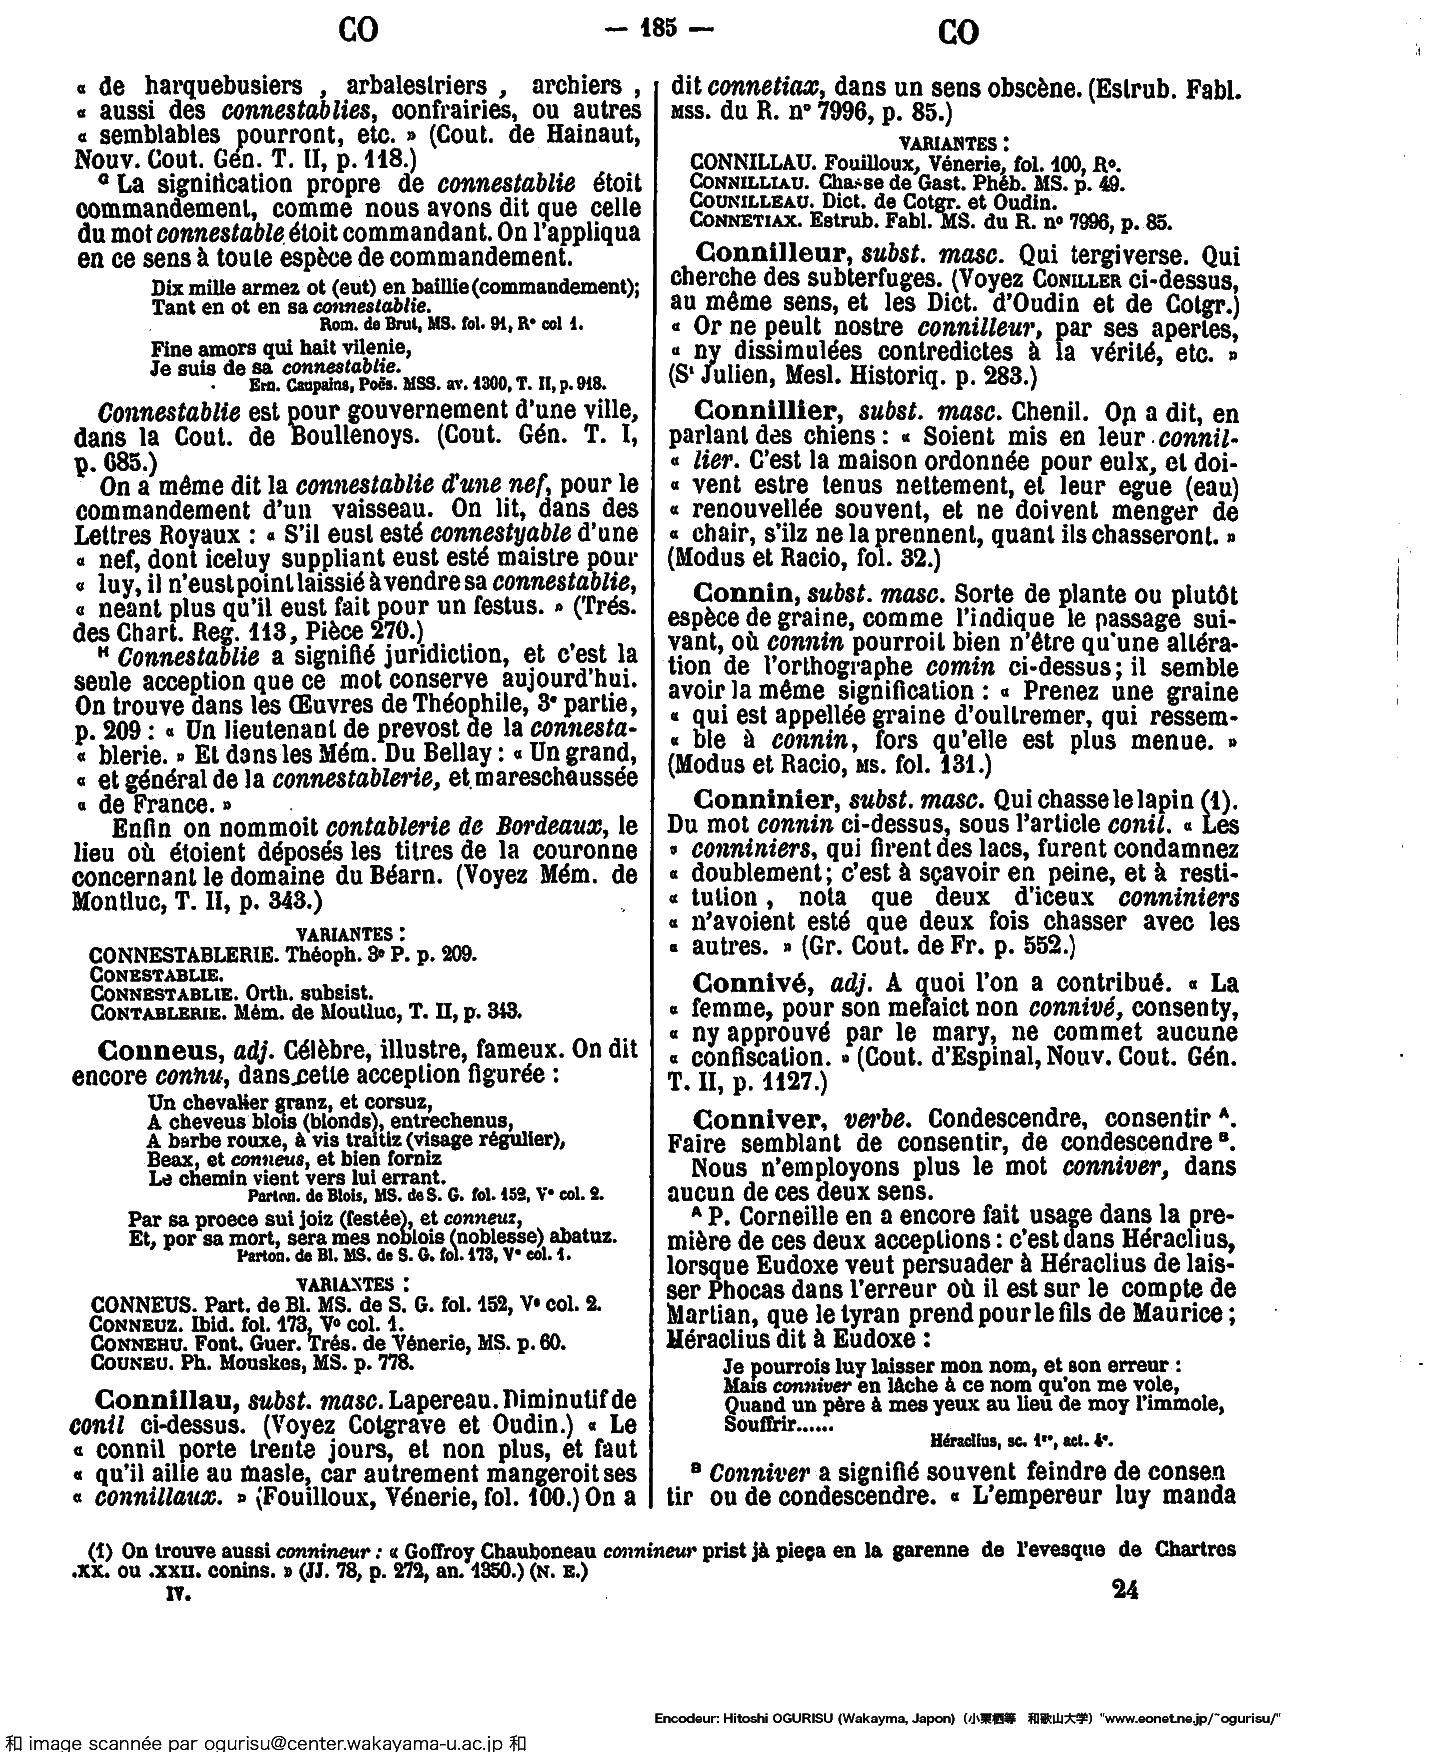 CO — 185 — CO
« de harquebusiers , arbalestriers , archiers ,
« aussi des connestablies, confrairies, ou autres
« semblables pourront, etc. » (Cout. de Hainaut,
Nouv. Cout. Gén. T. II, p. 118.)
G La signification propre de connestablie étoit
commandement, comme nous avons dit que celle
du mot connestable étoit commandant. On l'appliqua
en ce sens à toute espèce de commandement.
Dix mille armez ot (eut) en baillie (commandement);
Tant en ot en sa connestablie.
Rom. de Brut, MS. fol. 91, R° col 1.
Fine amors qui hait vilenie,
Je suis de sa connestablie.
Ern. Caupains, Poës. MSS. av. 1300, T. II, p. 918.
Connestablie est pour gouvernement d'une ville,
dans la Cout. de Boullenoys. (Cout. Gén. T. I,
p. 685.)
On a même dit la connestablie d'une nef, pour le
commandement d'un vaisseau. On lit, dans des
Lettres Royaux : « S'il eust esté connestyable d'une
« nef, dont iceluy suppliant eust esté maistre pour
« luy, il n'eust point laissié à vendre sa connestablie,
« neant plus qu'il eust fait pour un festus. » (Trés.
des Chart. Reg. 113, Pièce 270.)
H Connestablie a signifié juridiction, et c'est la
seule acception que ce mot conserve aujourd'hui.
On trouve dans les Œuvres de Théophile, 3e partie,
p. 209 : « Un lieutenant de prevost de la connesta-
« blerie. » Et dans les Mém. Du Bellay : « Un grand,
« et général de la connestablerie, et mareschaussée
« de France. »
Enfin on nommoit contablerie de Bordeaux, le
lieu où étoient déposés les titres de la couronne
concernant le domaine du Béarn. (Voyez Mém. de
Montluc, T. II, p. 343.)
VARIANTES :
CONNESTABLERIE. Théoph. 3e P. p. 209.
CONESTABLIE.
CONNESTABLIE. Orth. subsist.
CONTABLERIE. Mém. de Moutluc, T. II, p. 343.
Conneus, adj. Célèbre, illustre, fameux. On dit
encore connu, dans cette acception figurée :
Un chevalier granz, et corsuz,
A cheveus blois (blonds), entrechenus,
A barbe rouxe, à vis traitiz (visage régulier),
Beax, et conneus, et bien forniz
Le chemin vient vers lui errant.
Parton. de Blois, MS. de S. G. fol. 152, V° col. 2.
Par sa proece sui joiz (festée), et conneuz,
Et, por sa mort, sera mes noblois (noblesse) abatuz.
Parton. de Bl. MS. de S. G. fol. 173, V° col. 1.
VARIANTES :
CONNEUS. Part. de Bl. MS. de S. G. fol. 152, V° col. 2.
CONNEUZ. Ibid. fol. 173, V° col. 1.
CONNEHU. Font. Guer. Trés. de Vénerie, MS. p. 60.
COUNEU. Ph. Mouskes, MS. p. 778.
Connillau, subst. masc. Lapereau. Diminutif de
conil ci-dessus. (Voyez Cotgrave et Oudin.) « Le
« connil porte trente jours, et non plus, et faut
« qu'il aille au masle, car autrement mangeroit ses
« connillaux. » (Fouilloux, Vénerie, fol. 100.) On a
dit connetiax, dans un sens obscène. (Estrub. Fabl.
MSS. du R. n° 7996, p. 85.)
VARIANTES :
CONNILLAU. Fouilloux, Vénerie, fol. 100, R°.
CONNILLIAU. Chasse de Gast. Phéb. MS. p. 49.
COUNILLEAU. Dict. de Cotgr. et Oudin.
CONNETIAX. Estrub. Fabl. MS. du R. n° 7996, p. 85.
Connilleur, subst. masc. Qui tergiverse. Qui
cherche des subterfuges. (Voyez CONILLER ci-dessus,
au même sens, et les Dict. d'Oudin et de Cotgr.)
« Or ne peult nostre connilleur, par ses apertes,
« ny dissimulées contredictes à la vérité, etc. »
(St Julien, Mesl. Historiq. p. 283.)
Connillier, subst. masc. Chenil. On a dit, en
parlant des chiens : « Soient mis en leur connil-
« lier. C'est la maison ordonnée pour eulx, et doi-
« vent estre tenus nettement, et leur egue (eau)
« renouvellée souvent, et ne doivent menger de
« chair, s'ilz ne la prennent, quant ils chasseront. »
(Modus et Racio, fol. 32.)
Connin, subst. masc. Sorte de plante ou plutôt
espèce de graine, comme l'indique le passage sui-
vant, où connin pourroit bien n'être qu'une altéra-
tion de l'orthographe comin ci-dessus; il semble
avoir la même signification : « Prenez une graine
« qui est appellée graine d'oultremer, qui ressem-
« ble à connin, fors qu'elle est plus menue. »
(Modus et Racio, MS. fol. 131.)
Conninier, subst. masc. Qui chasse le lapin (1).
Du mot connin ci-dessus, sous l'article conil. « Les
» conniniers, qui firent des lacs, furent condamnez
« doublement; c'est à sçavoir en peine, et à resti-
« tution , nota que deux d'iceux conniniers
« n'avoient esté que deux fois chasser avec les
« autres. » (Gr. Cout. de Fr. p. 552.)
Connivé, adj. A quoi l'on a contribué. « La
« femme, pour son mefaict non connivé, consenty,
« ny approuvé par le mary, ne commet aucune
« confiscation. » (Cout. d'Espinal, Nouv. Cout. Gén.
T. II, p. 1127.)
Conniver, verbe. Condescendre, consentir A.
Faire semblant de consentir, de condescendre B.
Nous n'employons plus le mot conniver, dans
aucun de ces deux sens.
A P. Corneille en a encore fait usage dans la pre-
mière de ces deux acceptions : c'est dans Héraclius,
lorsque Eudoxe veut persuader à Héraclius de lais-
ser Phocas dans l'erreur où il est sur le compte de
Martian, que le tyran prend pour le fils de Maurice ;
Héraclius dit à Eudoxe :
Je pourrois luy laisser mon nom, et son erreur :
Mais conniver en lâche à ce nom qu'on me vole,
Quand un père à mes yeux au lieu de moy l'immole,
Souffrir......
Héraclius, sc. 1re, act. 4e.
B Conniver a signifié souvent feindre de consen
tir ou de condescendre. « L'empereur luy manda
(1) On trouve aussi connineur : « Goffroy Chauboneau connineur prist jà pieça en la garenne de l'evesque de Chartres
.XX. ou .XXII. conins. » (JJ. 78, p. 272, an. 1350.) (N. E.)
IV. 24
Encodeur: Hitoshi OGURISU (Wakayma, Japon) (小栗栖等 和歌山大学) "www.eonet.ne.jp/~ogurisu/"
和 image scannée par ogurisu@center.wakayama-u.ac.jp 和